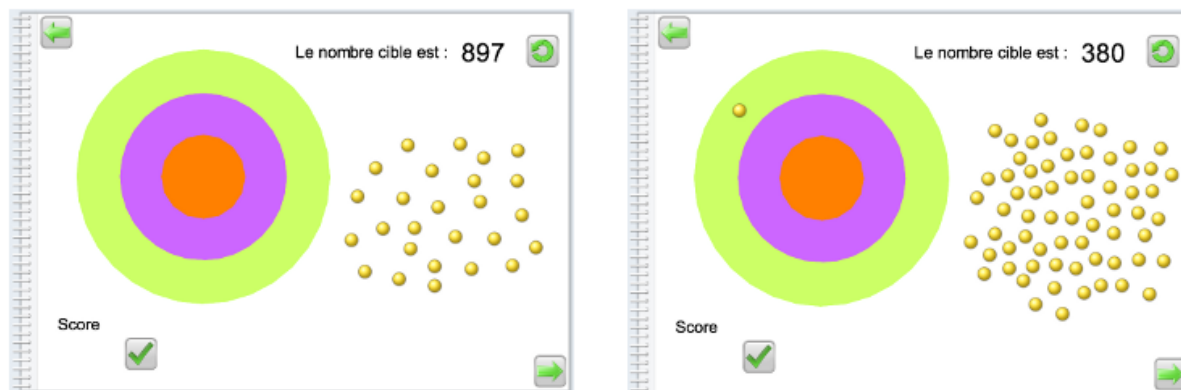 Le nombre cible est : 897
Score
Le nombre cible est : 380
Score